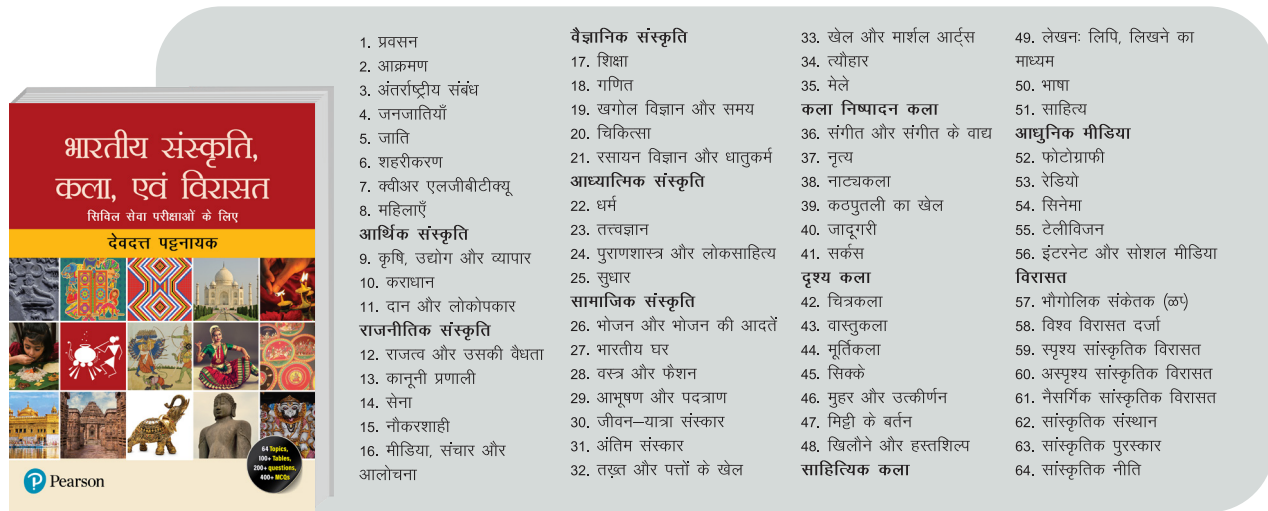 भारतीय संस्कृति,
कला, एवं विरासत
सिविल सेवा परीक्षाओं के लिए
देवदत्त पट्टनायक
64 Topics,
100+ Tables,
200+ questions,
400+ MCQs
Pearson
1. प्रवसन
2. आक्रमण
3. अंतर्राष्ट्रीय संबंध
4. जनजातियाँ
5. जाति
6. शहरीकरण
7. क्वीअर एलजीबीटीक्यू
8. महिलाएँ
आर्थिक संस्कृति
9. कृषि, उद्योग और व्यापार
10. कराधान
11. दान और लोकोपकार
राजनीतिक संस्कृति
12. राजत्व और उसकी वैधता
13. कानूनी प्रणाली
14. सेना
15. नौकरशाही
16. मीडिया, संचार और
आलोचना
वैज्ञानिक संस्कृति
17. शिक्षा
18. गणित
19. खगोल विज्ञान और समय
20. चिकित्सा
21. रसायन विज्ञान और धातुकर्म
आध्यात्मिक संस्कृति
22. धर्म
23. तत्त्वज्ञान
24. पुराणशास्त्र और लोकसाहित्य
25. सुधार
सामाजिक संस्कृति
26. भोजन और भोजन की आदतें
27. भारतीय घर
28. वस्त्र और फैशन
29. आभूषण और पदत्राण
30. जीवन–यात्रा संस्कार
31. अंतिम संस्कार
32. तख़्त और पत्तों के खेल
33. खेल और मार्शल आर्ट्स
34. त्यौहार
35. मेले
कला निष्पादन कला
36. संगीत और संगीत के वाद्य
37. नृत्य
38. नाट्यकला
39. कठपुतली का खेल
40. जादूगरी
41. सर्कस
दृश्य कला
42. चित्रकला
43. वास्तुकला
44. मूर्तिकला
45. सिक्के
46. मुहर और उत्कीर्णन
47. मिट्टी के बर्तन
48. खिलौने और हस्तशिल्प
साहित्यिक कला
49. लेखनः लिपि, लिखने का
माध्यम
50. भाषा
51. साहित्य
आधुनिक मीडिया
52. फोटोग्राफी
53. रेडियो
54. सिनेमा
55. टेलीविजन
56. इंटरनेट और सोशल मीडिया
विरासत
57. भौगोलिक संकेतक
58. विश्व विरासत दर्जा
59. स्पृश्य सांस्कृतिक विरासत
60. अस्पृश्य सांस्कृतिक विरासत
61. नैसर्गिक सांस्कृतिक विरासत
62. सांस्कृतिक संस्थान
63. सांस्कृतिक पुरस्कार
64. सांस्कृतिक नीति